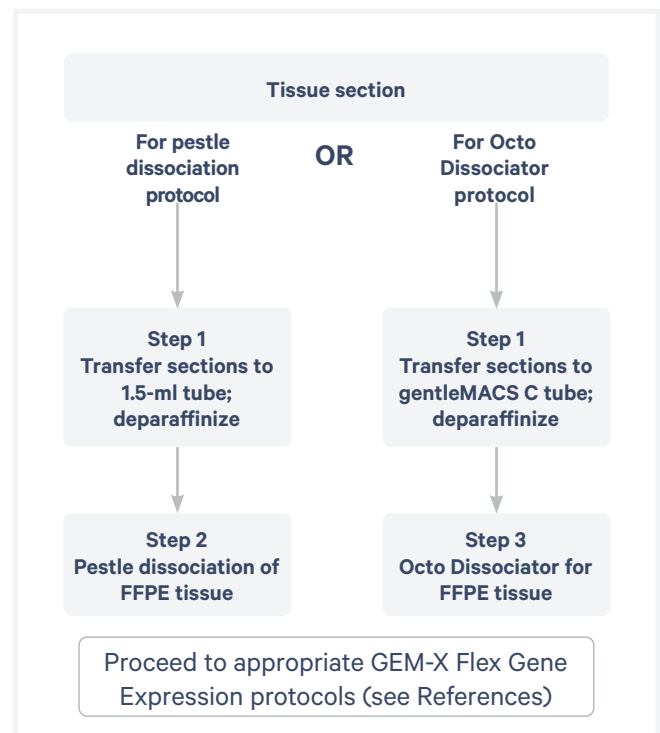 Tissue section
For pestle
dissociation
protocol
OR
For Octo
Dissociator
protocol
Step 1
Transfer sections to
1.5-ml tube;
deparaffinize
Step 1
Transfer sections to
gentleMACS C tube;
deparaffinize
Step 2
Pestle dissociation of
FFPE tissue
Step 3
Octo Dissociator for
FFPE tissue
Proceed to appropriate GEM-X Flex Gene
Expression protocols (see References)